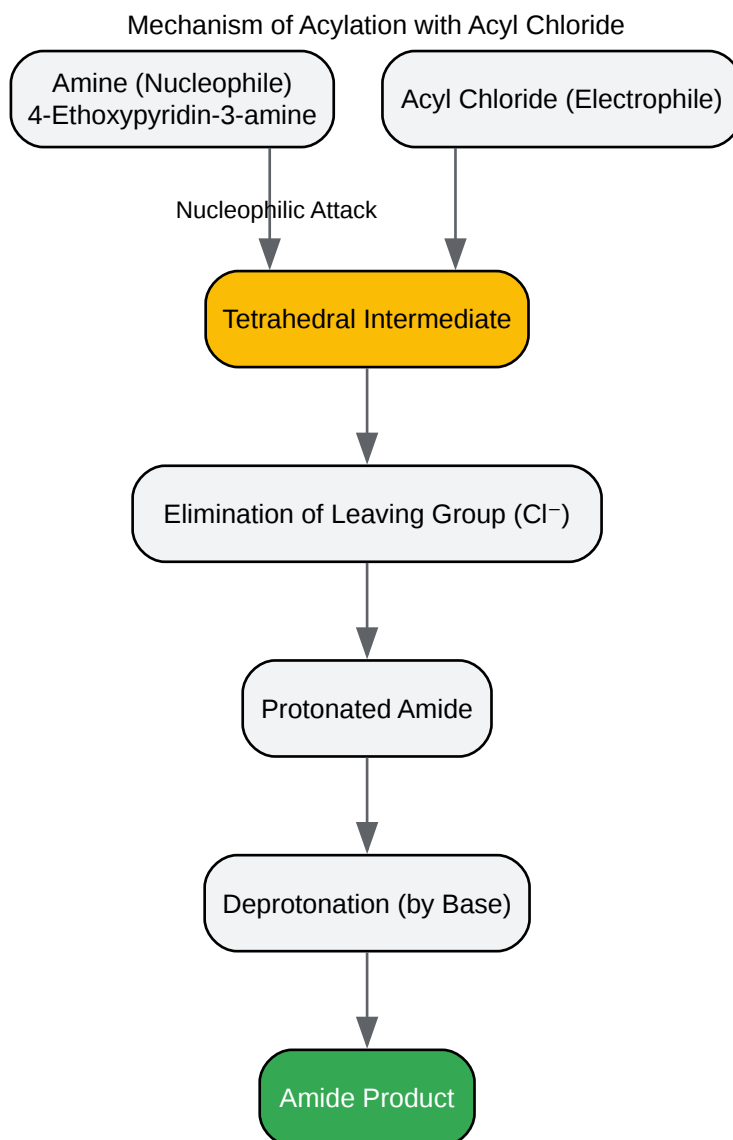 Mechanism of Acylation with Acyl Chloride
Amine (Nucleophile)
4-Ethoxypyridin-3-amine
Acyl Chloride (Electrophile)
Nucleophilic Attack
Tetrahedral Intermediate
Elimination of Leaving Group (Cl⁻)
Protonated Amide
Deprotonation (by Base)
Amide Product